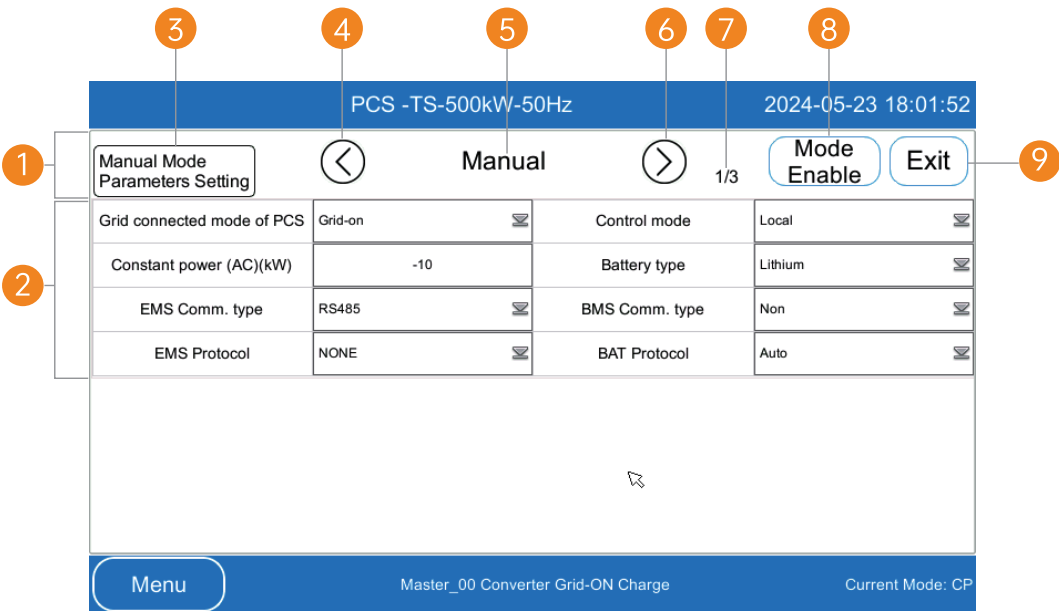 3 4 5 6 7 8
PCS -TS-500kW-50Hz 2024-05-23 18:01:52
1
Manual Mode
Parameters Setting
Manual
1/3
Mode
Enable
Exit
9
2
Grid connected mode of PCS Grid-on Control mode Local
Constant power (AC)(kW) -10 Battery type Lithium
EMS Comm. type RS485 BMS Comm. type Non
EMS Protocol NONE BAT Protocol Auto
Menu Master_00 Converter Grid-ON Charge Current Mode: CP